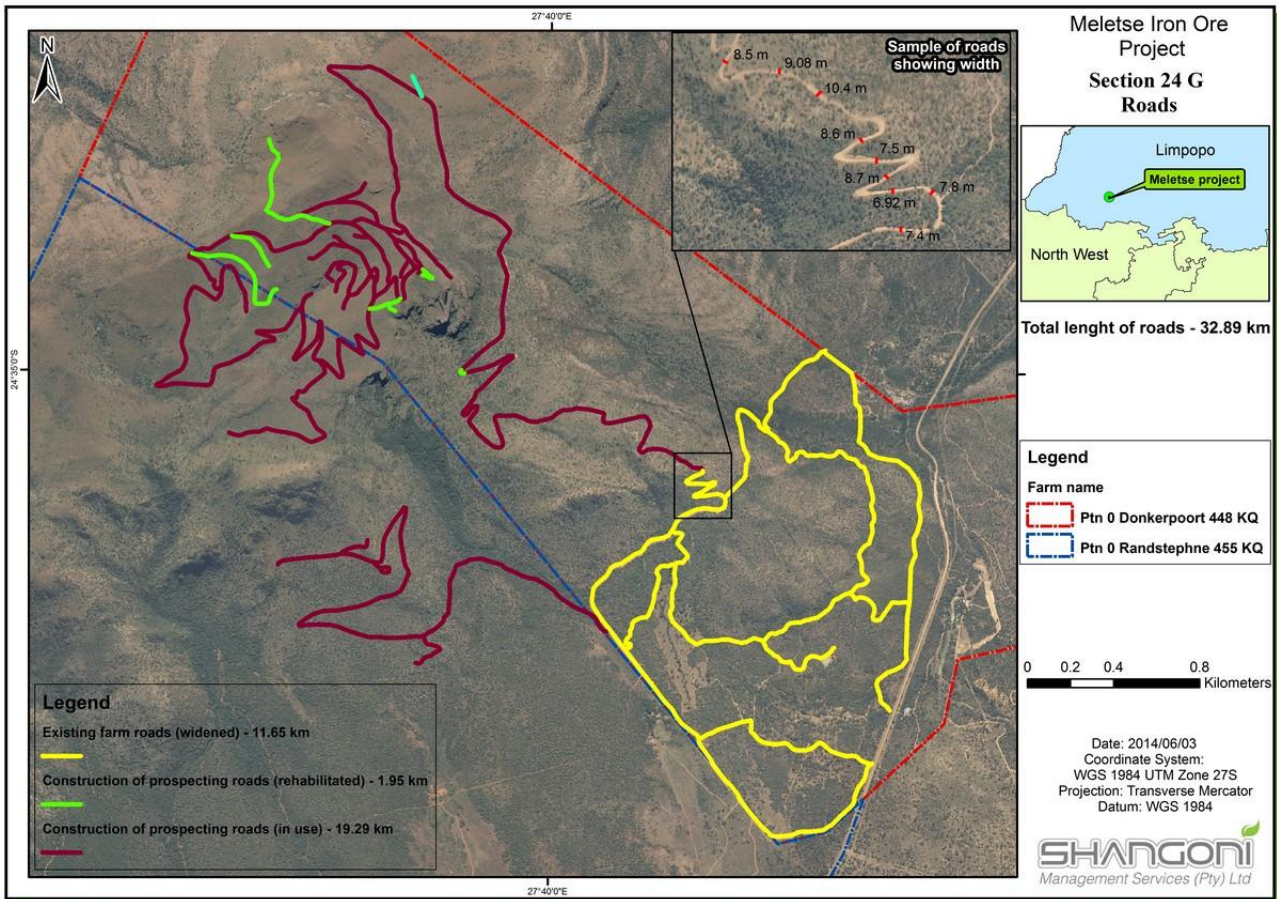 27°40'0"E
N
Sample of roads
showing width
8.5 m
9.08 m
10.4 m
8.6 m
7.5 m
8.7 m
7.8 m
6.92 m
7.4 m
24°35'0"S
Legend
Existing farm roads (widened) - 11.65 km
Construction of prospecting roads (rehabilitated) - 1.95 km
Construction of prospecting roads (in use) - 19.29 km
27°40'0"E
Meletse Iron Ore
Project
Section 24 G
Roads
Limpopo
Meletse project
North West
Total lenght of roads - 32.89 km
Legend
Farm name
Ptn 0 Donkerpoort 448 KQ
Ptn 0 Randstephne 455 KQ
0 0.2 0.4 0.8
Kilometers
Date: 2014/06/03
Coordinate System:
WGS 1984 UTM Zone 27S
Projection: Transverse Mercator
Datum: WGS 1984
SHANGONI
Management Services (Pty) Ltd